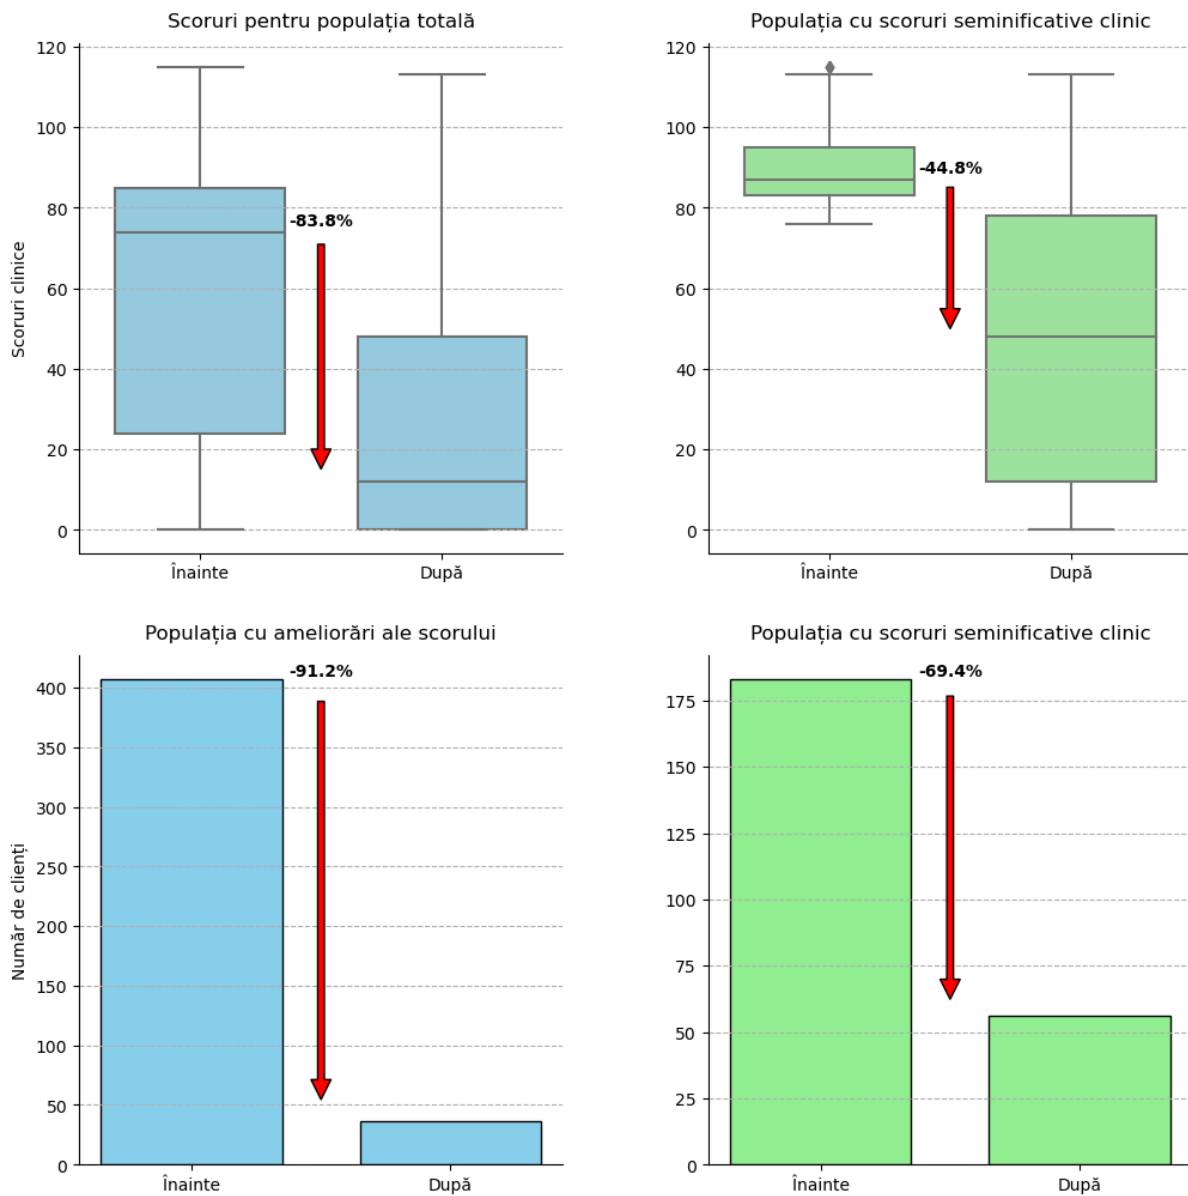 Scoruri pentru populația totală
120
100
80
60
40
20
0
Scoruri clinice
-83.8%
Înainte
După
Populația cu scoruri seminificative clinic
120
100
80
60
40
20
0
-44.8%
Înainte
După
Populația cu ameliorări ale scorului
400
350
300
250
200
150
100
50
0
Număr de clienți
-91.2%
Înainte
După
Populația cu scoruri seminificative clinic
175
150
125
100
75
50
25
0
-69.4%
Înainte
După